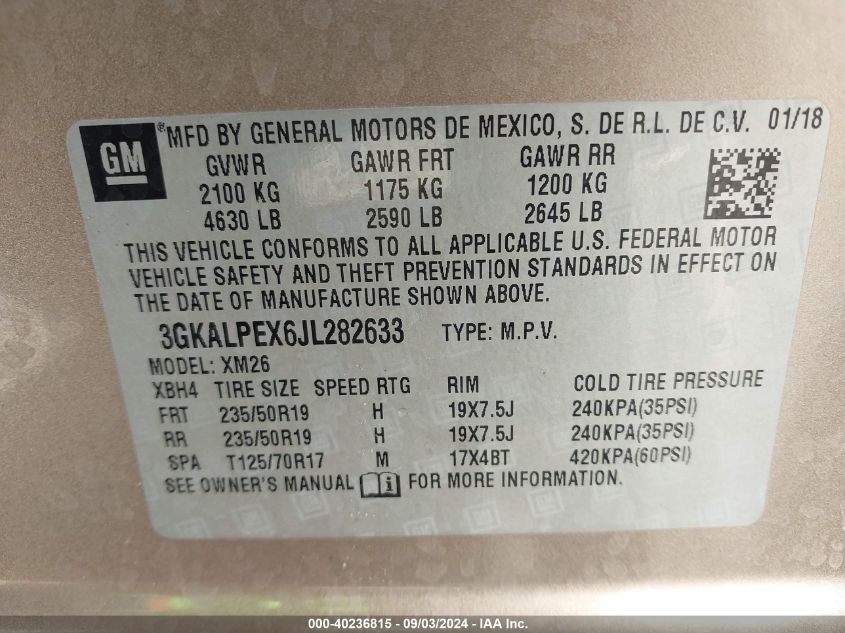 GM ® MFD BY GENERAL MOTORS DE MEXICO, S. DE R.L. DE C.V. 01/18
GVWR GAWR FRT GAWR RR
2100 KG 1175 KG 1200 KG
4630 LB 2590 LB 2645 LB
THIS VEHICLE CONFORMS TO ALL APPLICABLE U.S. FEDERAL MOTOR
VEHICLE SAFETY AND THEFT PREVENTION STANDARDS IN EFFECT ON
THE DATE OF MANUFACTURE SHOWN ABOVE.
3GKALPEX6JL282633 TYPE: M.P.V.
MODEL: XM26
XBH4 TIRE SIZE SPEED RTG RIM COLD TIRE PRESSURE
FRT 235/50R19 H 19X7.5J 240KPA(35PSI)
RR 235/50R19 H 19X7.5J 240KPA(35PSI)
SPA T125/70R17 M 17X4BT 420KPA(60PSI)
SEE OWNER'S MANUAL i FOR MORE INFORMATION.
000-40236815 - 09/03/2024 - IAA Inc.